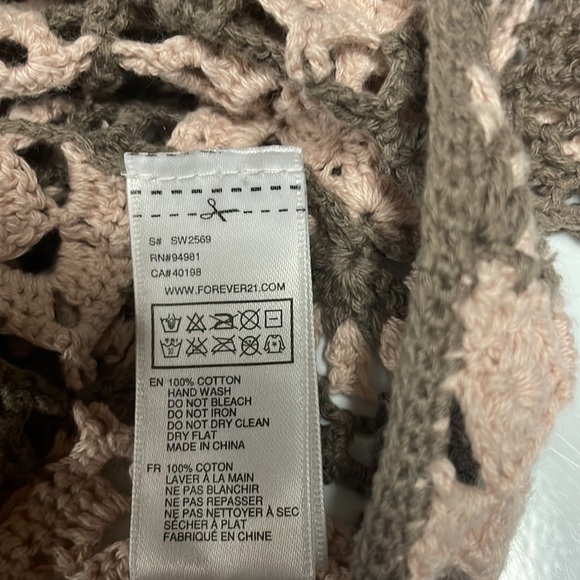 S# SW2569
RN#94981
CA#40198
WWW.FOREVER21.COM
EN 100% COTTON
HAND WASH
DO NOT BLEACH
DO NOT IRON
DO NOT DRY CLEAN
DRY FLAT
MADE IN CHINA
FR 100% COTON
LAVER À LA MAIN
NE PAS BLANCHIR
NE PAS REPASSER
NE PAS NETTOYER À SEC
SÉCHER À PLAT
FABRIQUÉ EN CHINE